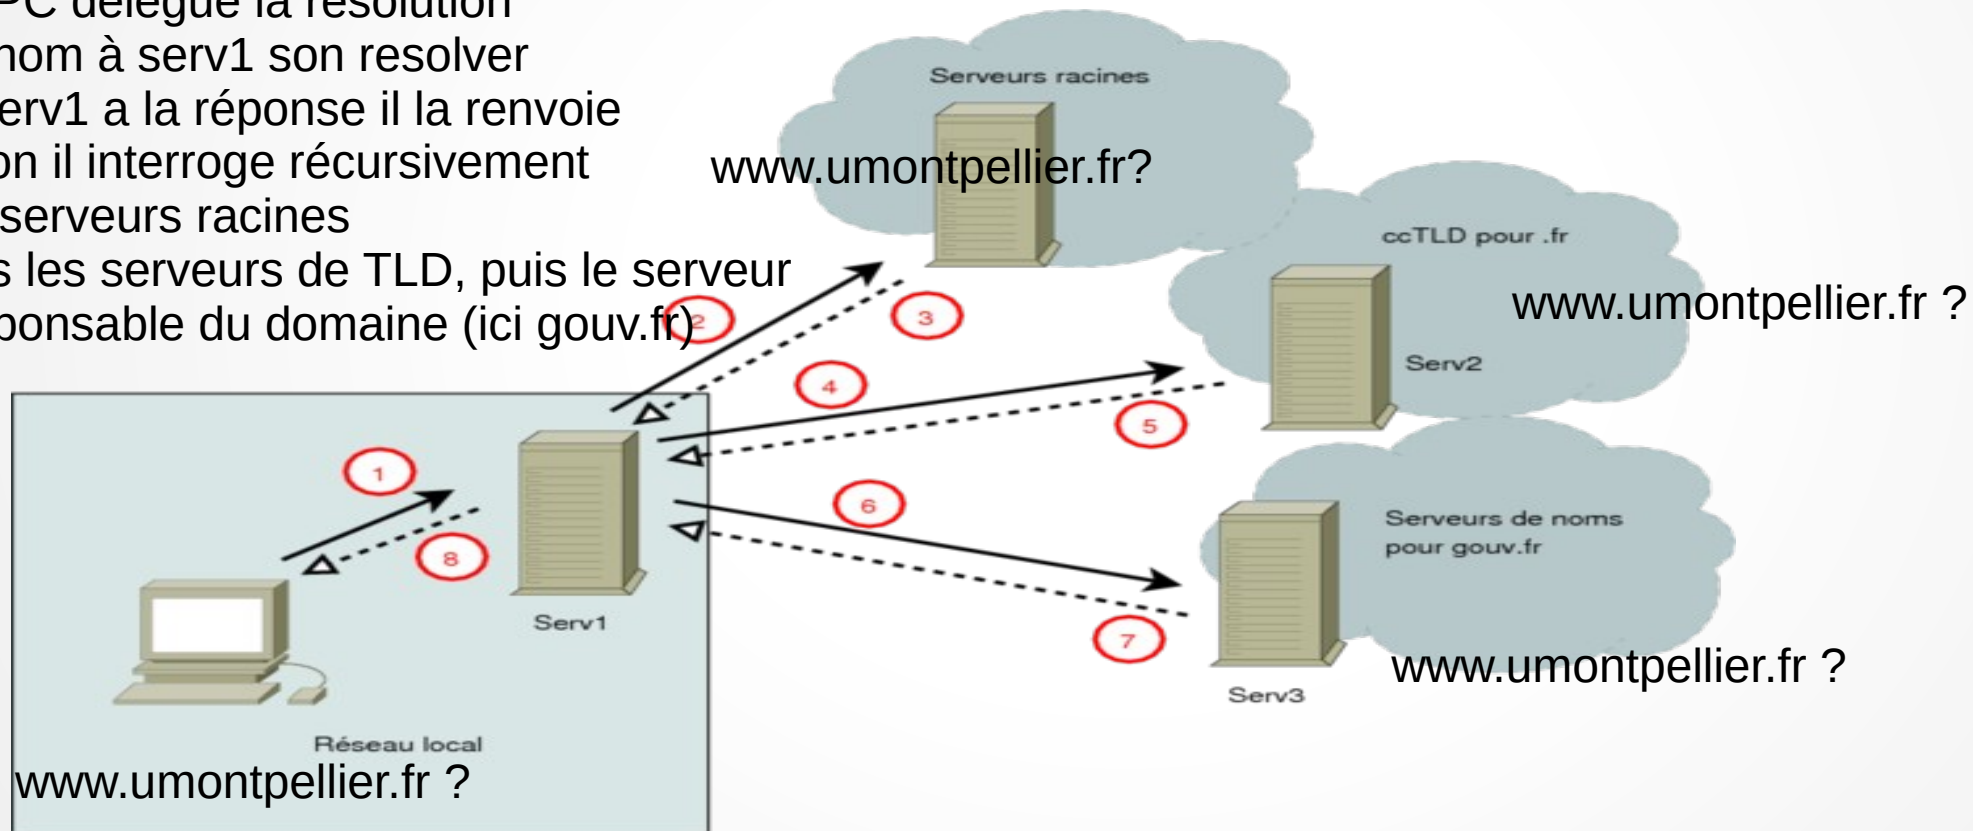 PC délègue la résolution
nom à serv1 son resolver
erv1 a la réponse il la renvoie
on il interroge récursivement
serveurs racines
s les serveurs de TLD, puis le serveur
ponsable du domaine (ici gouv.fr)
Serveurs racines
www.umontpellier.fr?
ccTLD pour .fr
www.umontpellier.fr ?
Serv2
2
3
4
5
1
6
8
7
Serveurs de noms
pour gouv.fr
Serv1
www.umontpellier.fr ?
Serv3
Réseau local
www.umontpellier.fr ?